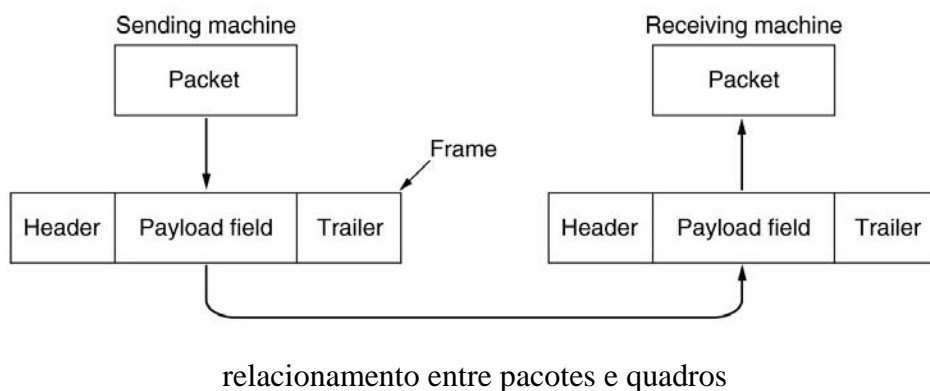 Sending machine
Receiving machine
Packet
Packet
Frame
Header
Payload field
Trailer
Header
Payload field
Trailer
relacionamento entre pacotes e quadros